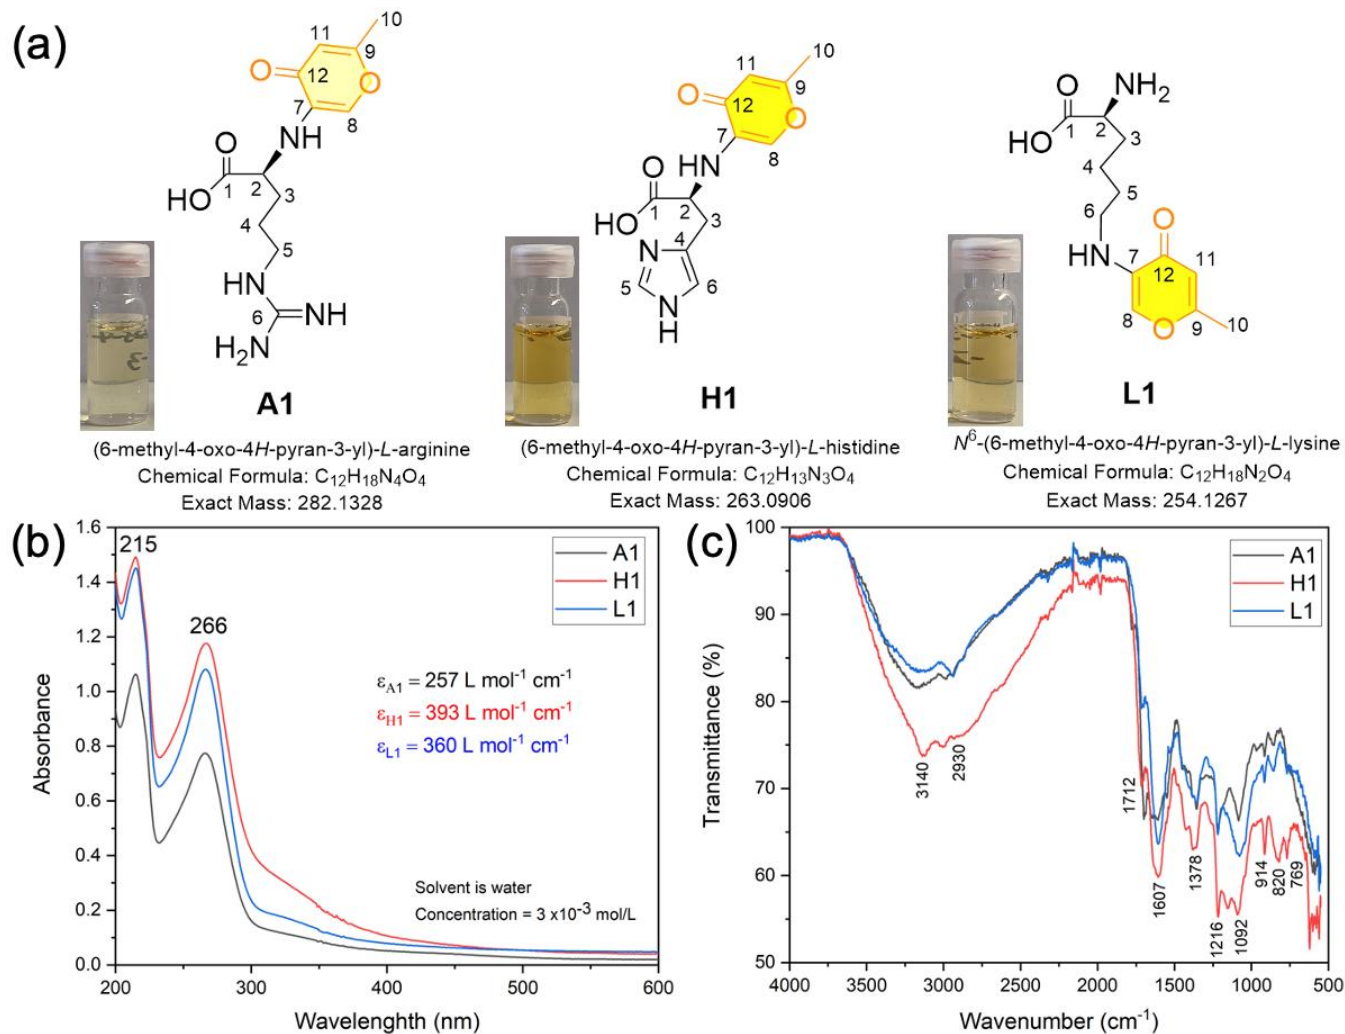 (a)
10
11
9
O
O
12
7
8
NH
O
1
2
3
HO
4
5
HN
6
NH
H₂N
A1
(6-methyl-4-oxo-4H-pyran-3-yl)-L-arginine
Chemical Formula: C₁₂H₁₈N₄O₄
Exact Mass: 282.1328
10
11
9
O
12
O
7
8
HN
O
1
2
3
HO
N
4
5
6
N
H
H1
(6-methyl-4-oxo-4H-pyran-3-yl)-L-histidine
Chemical Formula: C₁₂H₁₃N₃O₄
Exact Mass: 263.0906
O
NH₂
1
2
HO
3
4
5
6
O
HN
7
12
11
8
O
9
10
L1
N⁶-(6-methyl-4-oxo-4H-pyran-3-yl)-L-lysine
Chemical Formula: C₁₂H₁₈N₂O₄
Exact Mass: 254.1267
(b)
1.6
1.4
1.2
1.0
0.8
0.6
0.4
0.2
0.0
Absorbance
215
266
A1
H1
L1
ε_A1 = 257 L mol⁻¹ cm⁻¹
ε_H1 = 393 L mol⁻¹ cm⁻¹
ε_L1 = 360 L mol⁻¹ cm⁻¹
Solvent is water
Concentration = 3 x10⁻³ mol/L
200 300 400 500 600
Wavelenghth (nm)
(c)
100
90
80
70
60
50
Transmittance (%)
A1
H1
L1
3140
2930
1712
1607
1378
1216
1092
914
820
769
4000 3500 3000 2500 2000 1500 1000 500
Wavenumber (cm⁻¹)